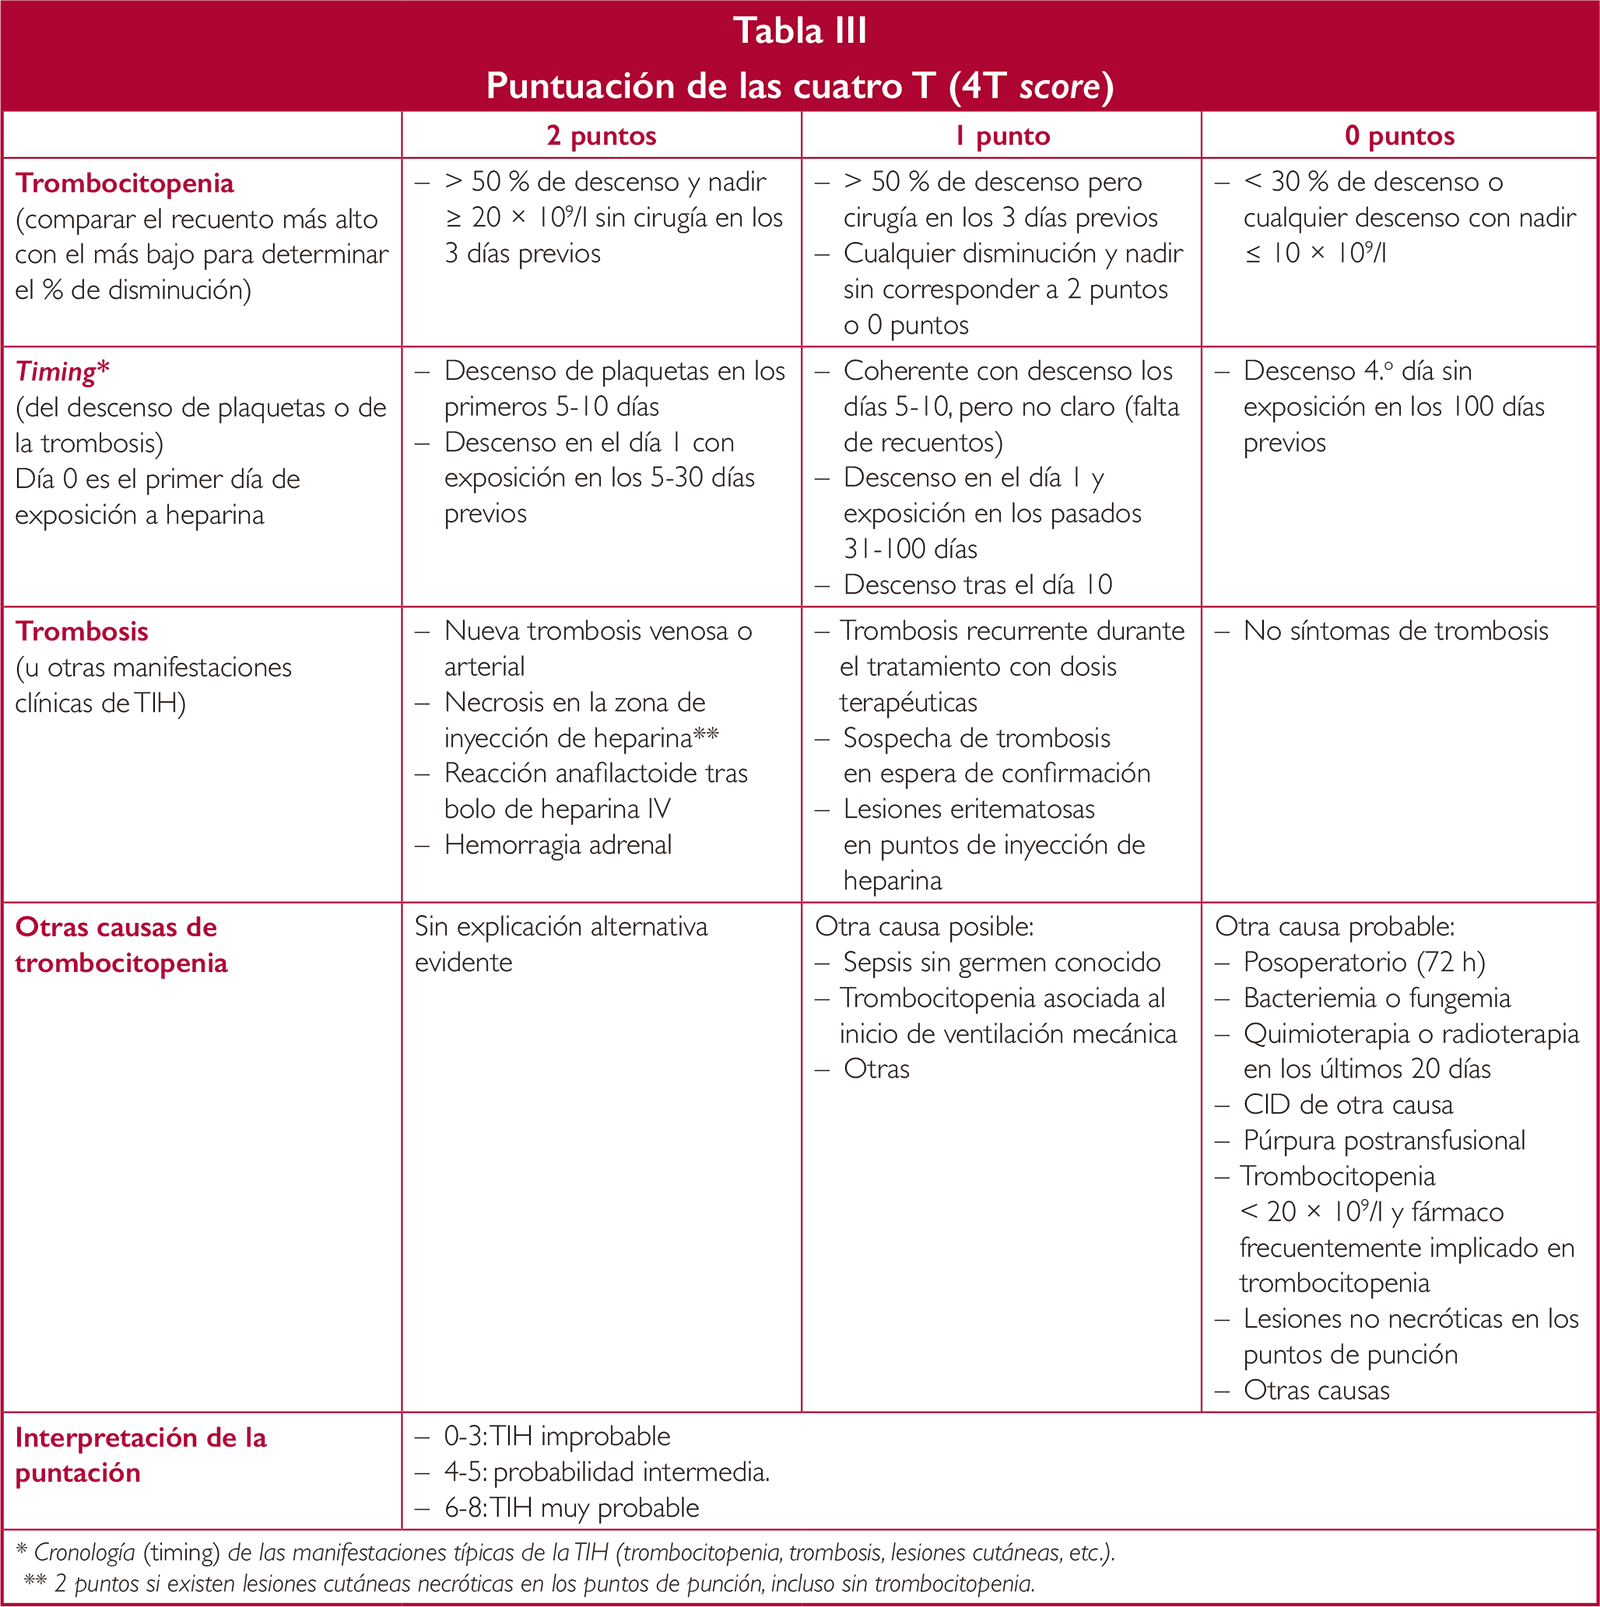 Tabla III
Puntuación de las cuatro T (4T score)
2 puntos
1 punto
0 puntos
Trombocitopenia
(comparar el recuento más alto
con el más bajo para determinar
el % de disminución)
– > 50 % de descenso y nadir
≥ 20 × 10⁹/l sin cirugía en los
3 días previos
– > 50 % de descenso pero
cirugía en los 3 días previos
– Cualquier disminución y nadir
sin corresponder a 2 puntos
o 0 puntos
– < 30 % de descenso o
cualquier descenso con nadir
≤ 10 × 10⁹/l
Timing*
(del descenso de plaquetas o de
la trombosis)
Día 0 es el primer día de
exposición a heparina
– Descenso de plaquetas en los
primeros 5-10 días
– Descenso en el día 1 con
exposición en los 5-30 días
previos
– Coherente con descenso los
días 5-10, pero no claro (falta
de recuentos)
– Descenso en el día 1 y
exposición en los pasados
31-100 días
– Descenso tras el día 10
– Descenso 4.º día sin
exposición en los 100 días
previos
Trombosis
(u otras manifestaciones
clínicas de TIH)
– Nueva trombosis venosa o
arterial
– Necrosis en la zona de
inyección de heparina**
– Reacción anafilactoide tras
bolo de heparina IV
– Hemorragia adrenal
– Trombosis recurrente durante
el tratamiento con dosis
terapéuticas
– Sospecha de trombosis
en espera de confirmación
– Lesiones eritematosas
en puntos de inyección de
heparina
– No síntomas de trombosis
Otras causas de
trombocitopenia
Sin explicación alternativa
evidente
Otra causa posible:
– Sepsis sin germen conocido
– Trombocitopenia asociada al
inicio de ventilación mecánica
– Otras
Otra causa probable:
– Posoperatorio (72 h)
– Bacteriemia o fungemia
– Quimioterapia o radioterapia
en los últimos 20 días
– CID de otra causa
– Púrpura postransfusional
– Trombocitopenia
< 20 × 10⁹/l y fármaco
frecuentemente implicado en
trombocitopenia
– Lesiones no necróticas en los
puntos de punción
– Otras causas
Interpretación de la
puntación
– 0-3: TIH improbable
– 4-5: probabilidad intermedia.
– 6-8: TIH muy probable
* Cronología (timing) de las manifestaciones típicas de la TIH (trombocitopenia, trombosis, lesiones cutáneas, etc.).
** 2 puntos si existen lesiones cutáneas necróticas en los puntos de punción, incluso sin trombocitopenia.